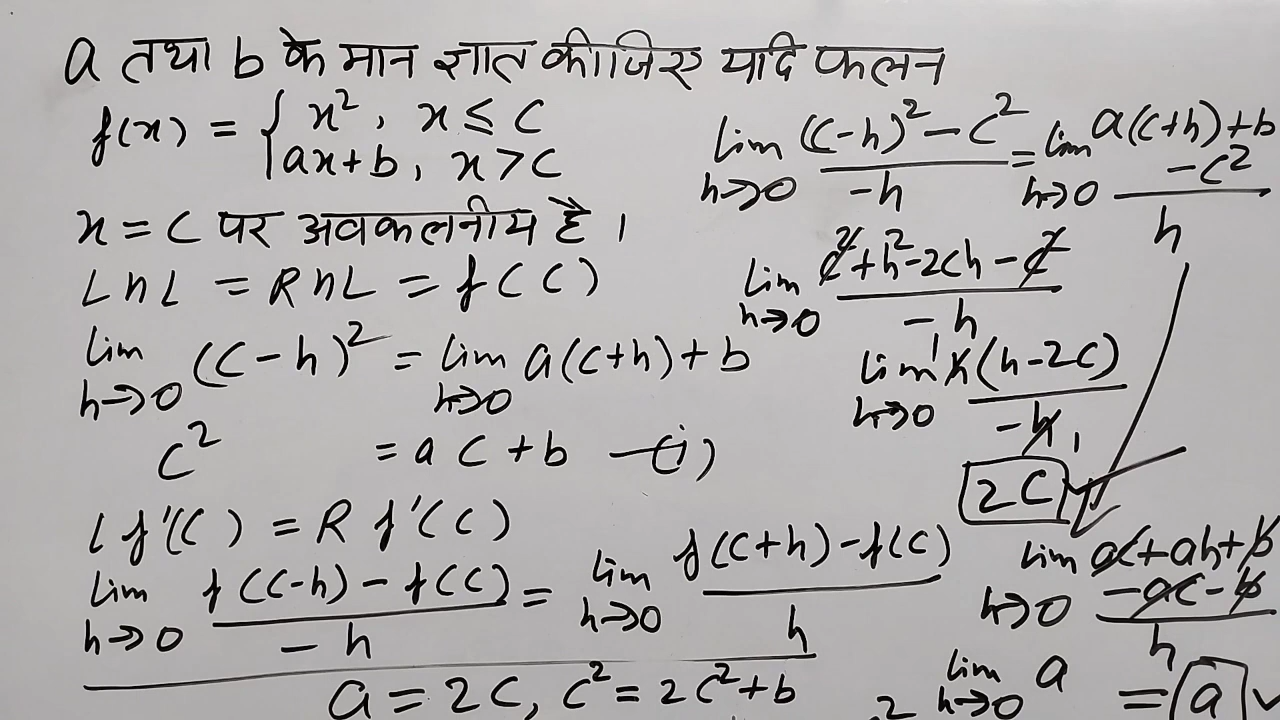 a तथा b के मान ज्ञात कीजिए यदि फलन
f(x) = { x², x ≤ c
ax+b, x > c
x = c पर अवकलनीय है ।
LhL = RhL = f(c)
lim h→0 (c-h)² = lim h→0 a(c+h)+b
c² = ac + b —(i)
Lf'(c) = Rf'(c)
lim h→0 (f(c-h) - f(c))/(-h) = lim h→0 (f(c+h) - f(c))/h
a = 2c, c² = 2c² + b
lim h→0 ((c-h)² - c²)/(-h) = lim h→0 (a(c+h)+b - c²)/h
lim h→0 (c²+h²-2ch-c²)/(-h)
lim h→0 h(h-2c)/(-h)
2c
lim h→0 (ac+ah+b -ac-b)/h
lim h→0 a = a
2